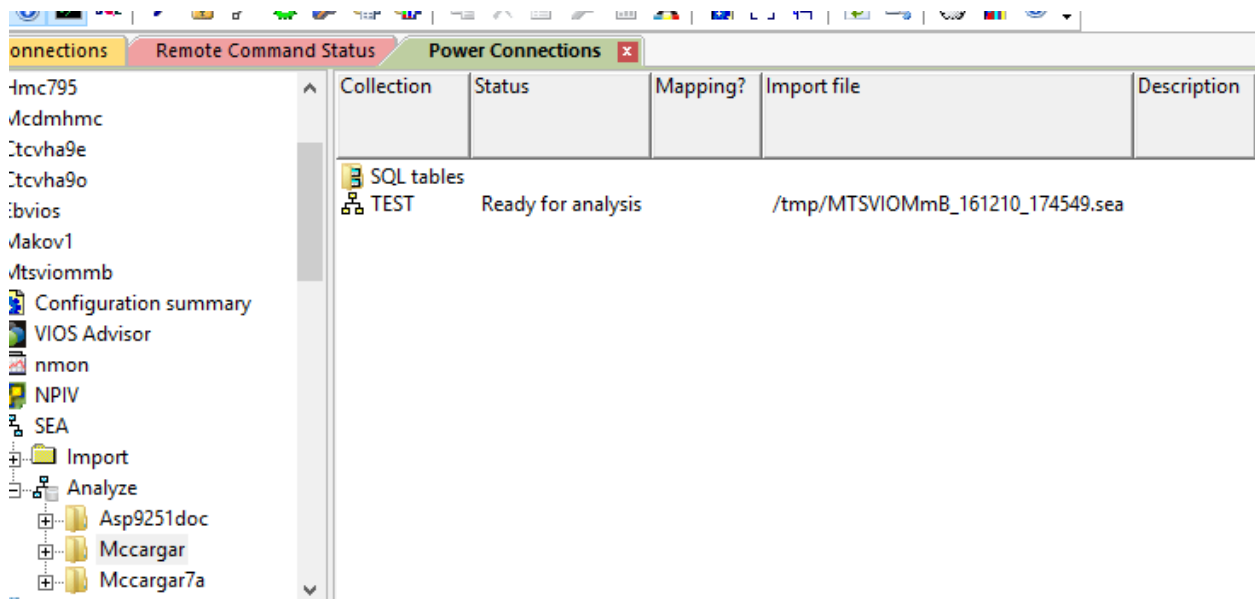 onnections Remote Command Status Power Connections x
Hmc795
Mcdmhmc
Ctcvha9e
Ctcvha9o
Ebvios
Makov1
Mtsviommb
Configuration summary
VIOS Advisor
nmon
NPIV
SEA
Import
Analyze
Asp9251doc
Mccargar
Mccargar7a
Collection Status Mapping? Import file Description
SQL tables
TEST Ready for analysis /tmp/MTSVIOMmB_161210_174549.sea